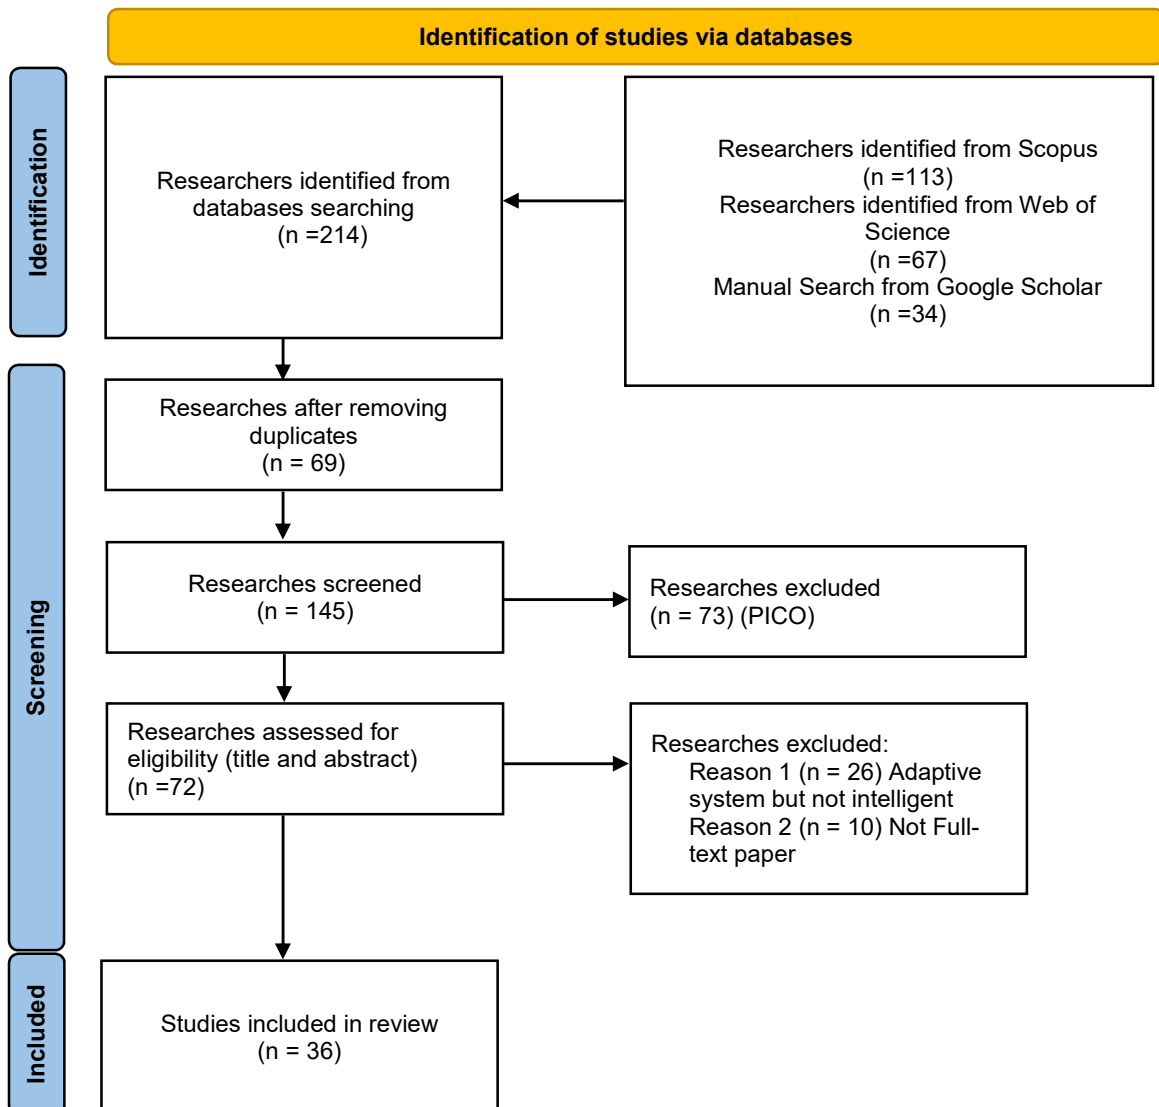 Identification of studies via databases
Identification
Researchers identified from
databases searching
(n =214)
Researchers identified from Scopus
(n =113)
Researchers identified from Web of
Science
(n =67)
Manual Search from Google Scholar
(n =34)
Screening
Researches after removing
duplicates
(n = 69)
Researches screened
(n = 145)
Researches excluded
(n = 73) (PICO)
Researches assessed for
eligibility (title and abstract)
(n =72)
Researches excluded:
Reason 1 (n = 26) Adaptive
system but not intelligent
Reason 2 (n = 10) Not Full-
text paper
Included
Studies included in review
(n = 36)